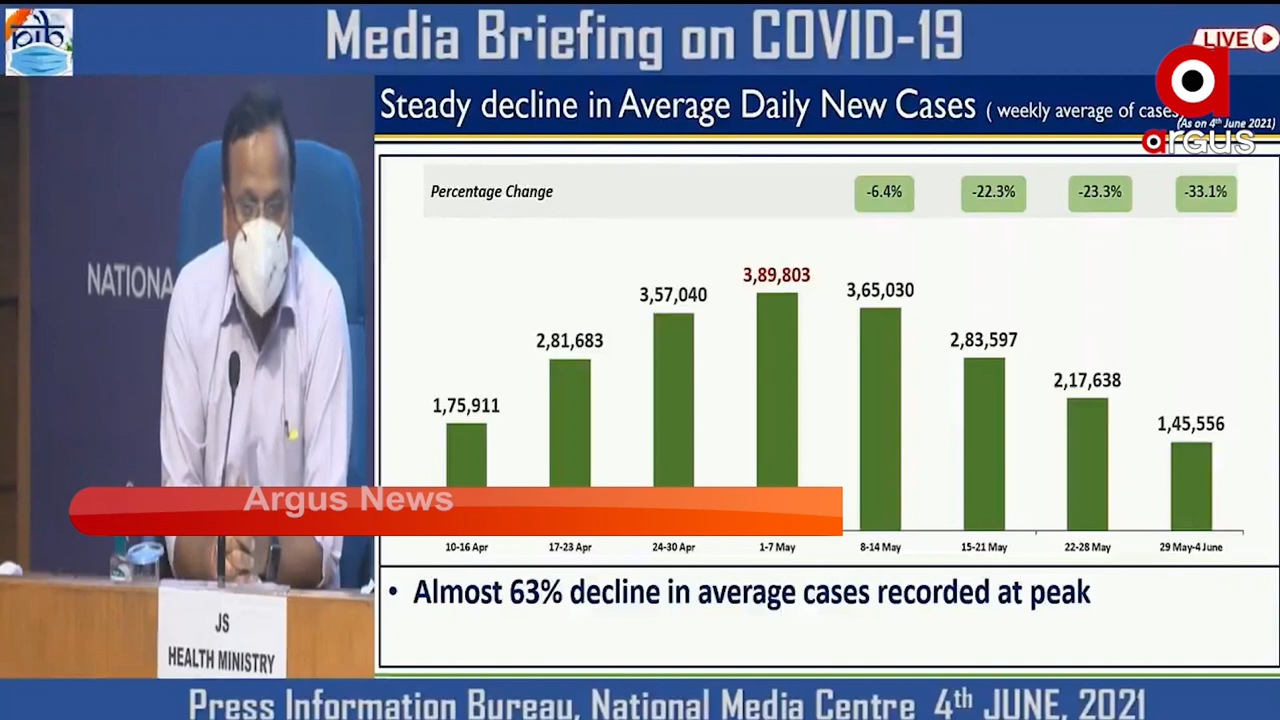 Media Briefing on COVID-19
pib
LIVE
Steady decline in Average Daily New Cases ( weekly average of cases
(As on 4th June 2021)
argus
Percentage Change
-6.4%
-22.3%
-23.3%
-33.1%
1,75,911
2,81,683
3,57,040
3,89,803
3,65,030
2,83,597
2,17,638
1,45,556
10-16 Apr
17-23 Apr
24-30 Apr
1-7 May
8-14 May
15-21 May
22-28 May
29 May-4 June
• Almost 63% decline in average cases recorded at peak
NATIONA
Argus News
JS
HEALTH MINISTRY
Press Information Bureau, National Media Centre 4th JUNE, 2021